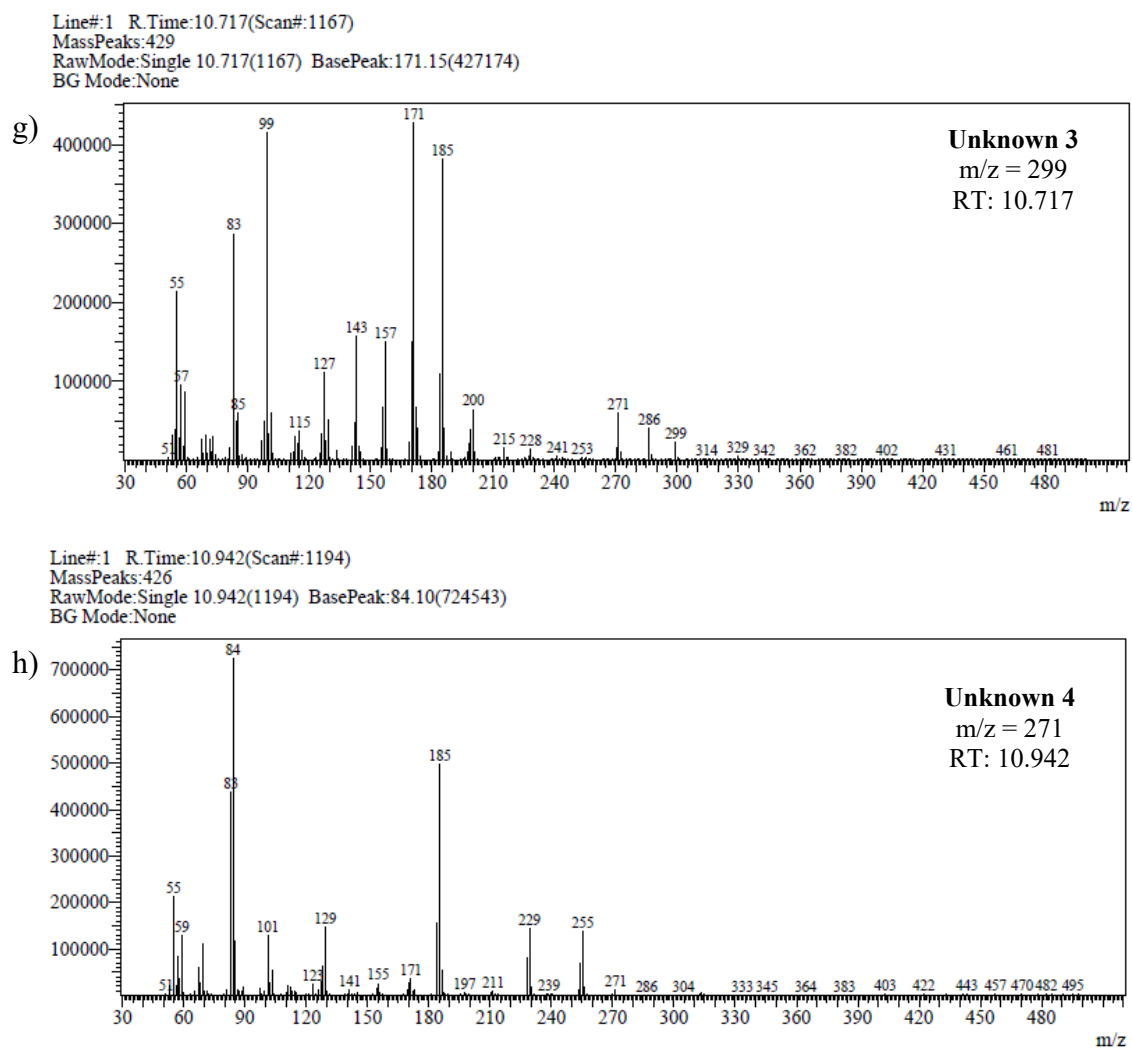 Line#:1 R.Time:10.717(Scan#:1167)
MassPeaks:429
RawMode:Single 10.717(1167) BasePeak:171.15(427174)
BG Mode:None
g)
Unknown 3
m/z = 299
RT: 10.717
400000
300000
200000
100000
51 55 57 83 85 99 115 127 143 157 171 185 200 215 228 241 253 271 286 299 314 329 342 362 382 402 431 461 481
30 60 90 120 150 180 210 240 270 300 330 360 390 420 450 480
m/z
Line#:1 R.Time:10.942(Scan#:1194)
MassPeaks:426
RawMode:Single 10.942(1194) BasePeak:84.10(724543)
BG Mode:None
h)
Unknown 4
m/z = 271
RT: 10.942
700000
600000
500000
400000
300000
200000
100000
51 55 59 83 84 101 123 129 141 155 171 185 197 211 229 239 255 271 286 304 333 345 364 383 403 422 443 457 470 482 495
30 60 90 120 150 180 210 240 270 300 330 360 390 420 450 480
m/z